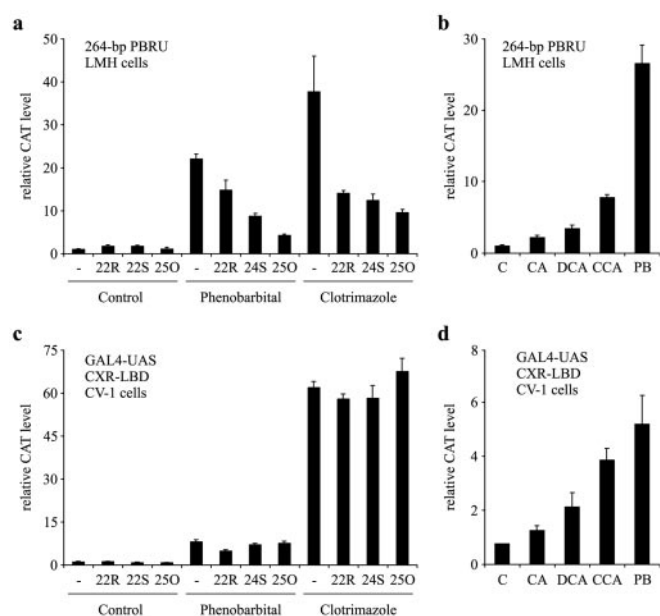 a
264-bp PBRU
LMH cells
relative CAT level
50
40
30
20
10
0
- 22R 22S 25O - 22R 24S 25O - 22R 24S 25O
Control Phenobarbital Clotrimazole
b
264-bp PBRU
LMH cells
relative CAT level
30
20
10
0
C CA DCA CCA PB
c
GAL4-UAS
CXR-LBD
CV-1 cells
relative CAT level
75
60
45
30
15
0
- 22R 22S 25O - 22R 24S 25O - 22R 24S 25O
Control Phenobarbital Clotrimazole
d
GAL4-UAS
CXR-LBD
CV-1 cells
relative CAT level
8
6
4
2
0
C CA DCA CCA PB